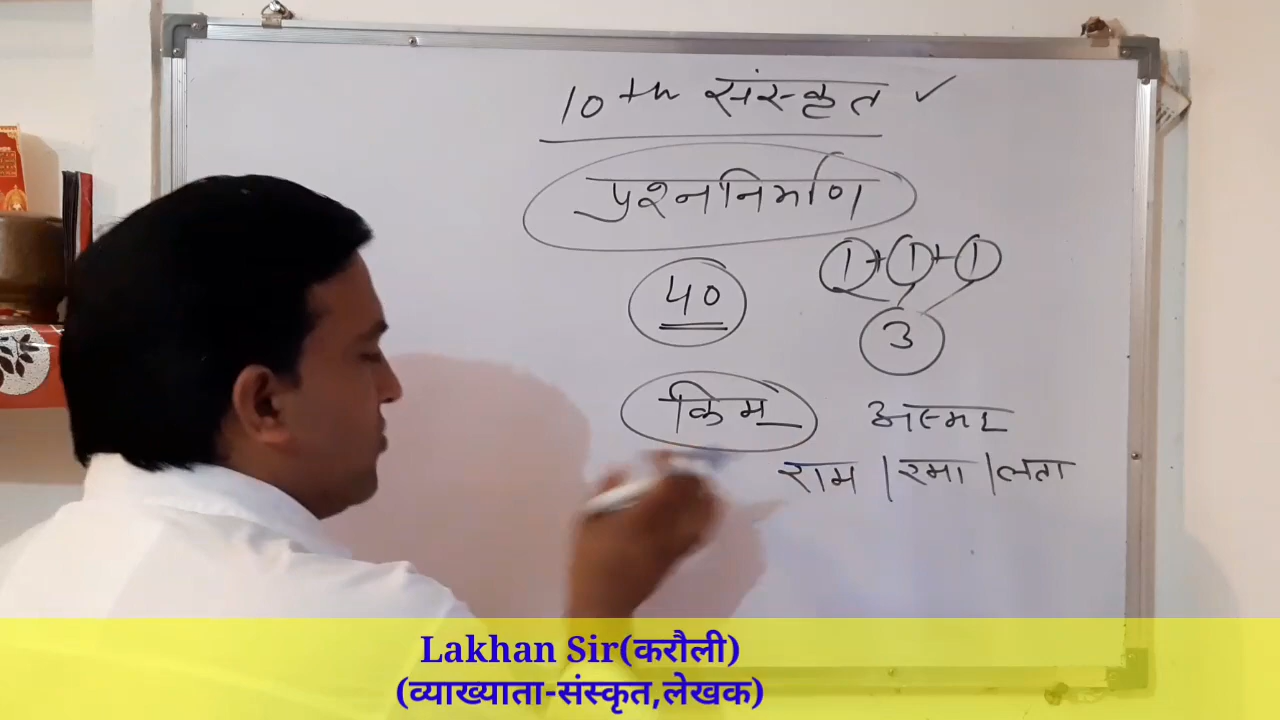 10th संस्कृत ✓
प्रश्ननिर्माण
1+1+1
40
3
किम् अस्मद्
राम | रमा | लता
Lakhan Sir(करौली)
(व्याख्याता-संस्कृत,लेखक)